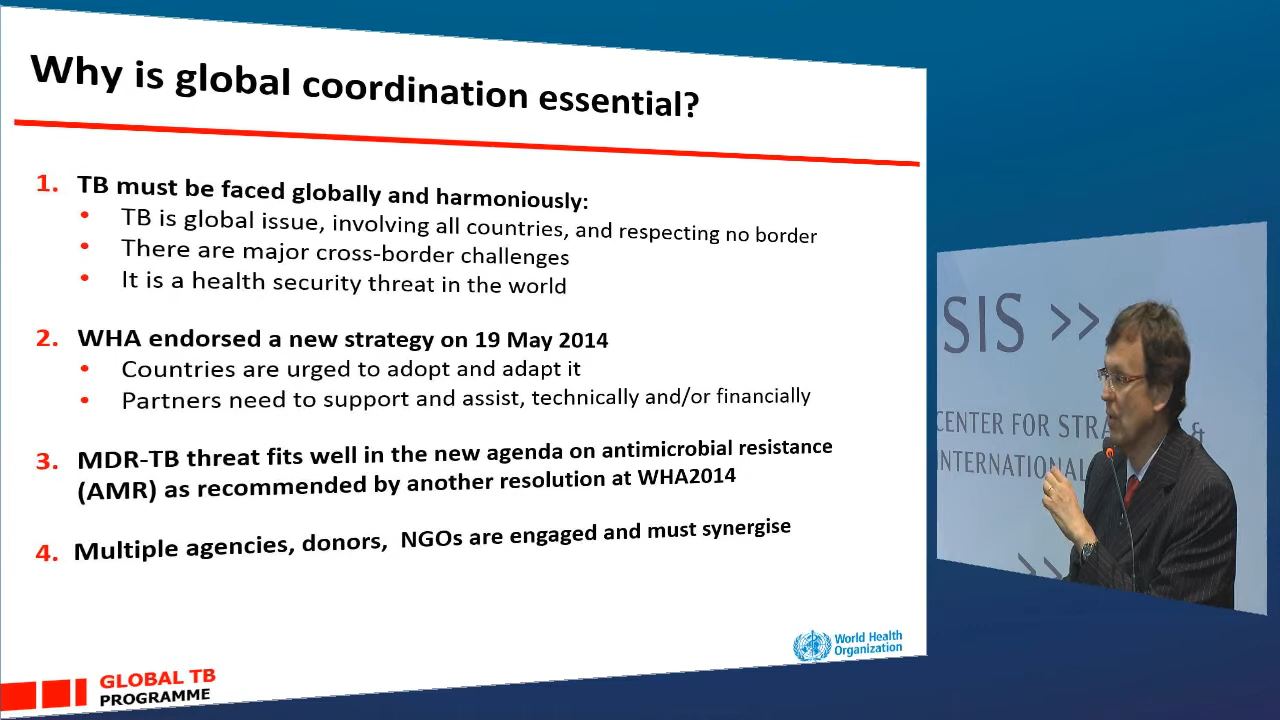 Why is global coordination essential?
1. TB must be faced globally and harmoniously:
• TB is global issue, involving all countries, and respecting no border
• There are major cross-border challenges
• It is a health security threat in the world
2. WHA endorsed a new strategy on 19 May 2014
• Countries are urged to adopt and adapt it
• Partners need to support and assist, technically and/or financially
3. MDR-TB threat fits well in the new agenda on antimicrobial resistance
(AMR) as recommended by another resolution at WHA2014
4. Multiple agencies, donors, NGOs are engaged and must synergise
World Health
Organization
GLOBAL TB
PROGRAMME
SIS >>
CENTER FOR &
INTERNATIONAL
>>